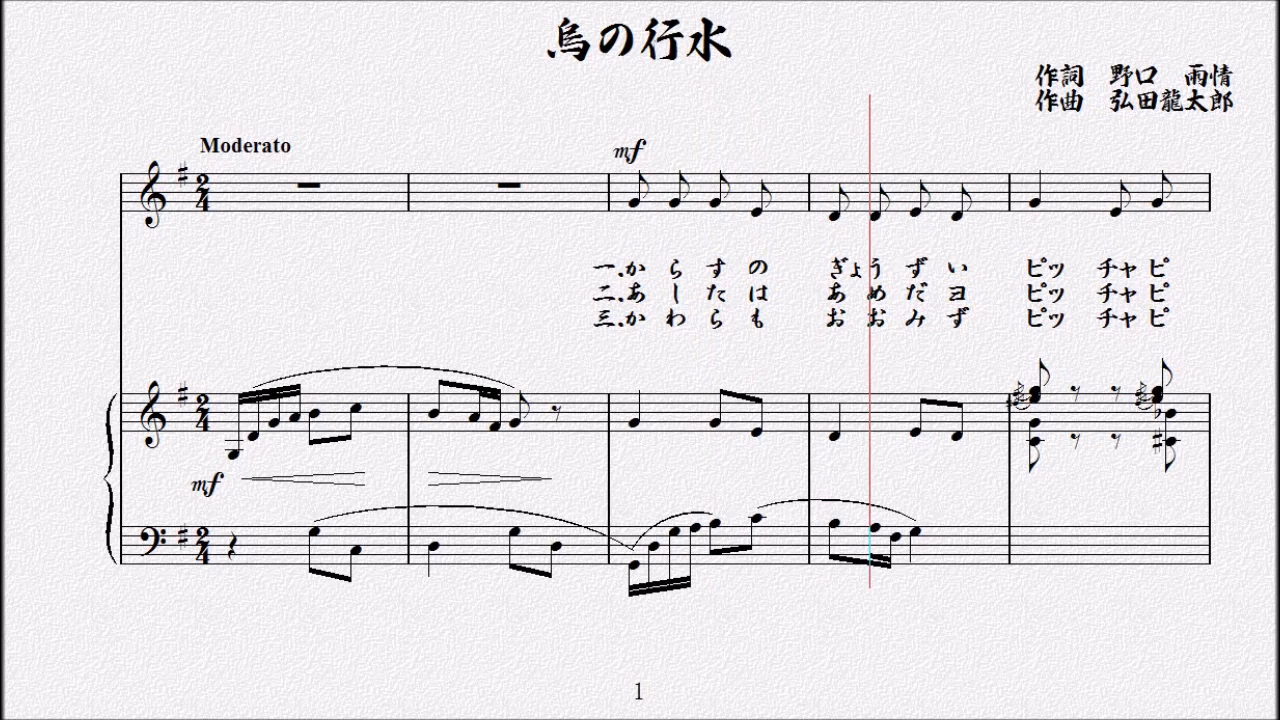 烏の行水
作詞 野口 雨情
作曲 弘田龍太郎
Moderato
mf
一.からすの ぎょうずい ピッチャピ
二.あしたは あめだヨ ピッチャピ
三.かわらも おおみず ピッチャピ
mf
1